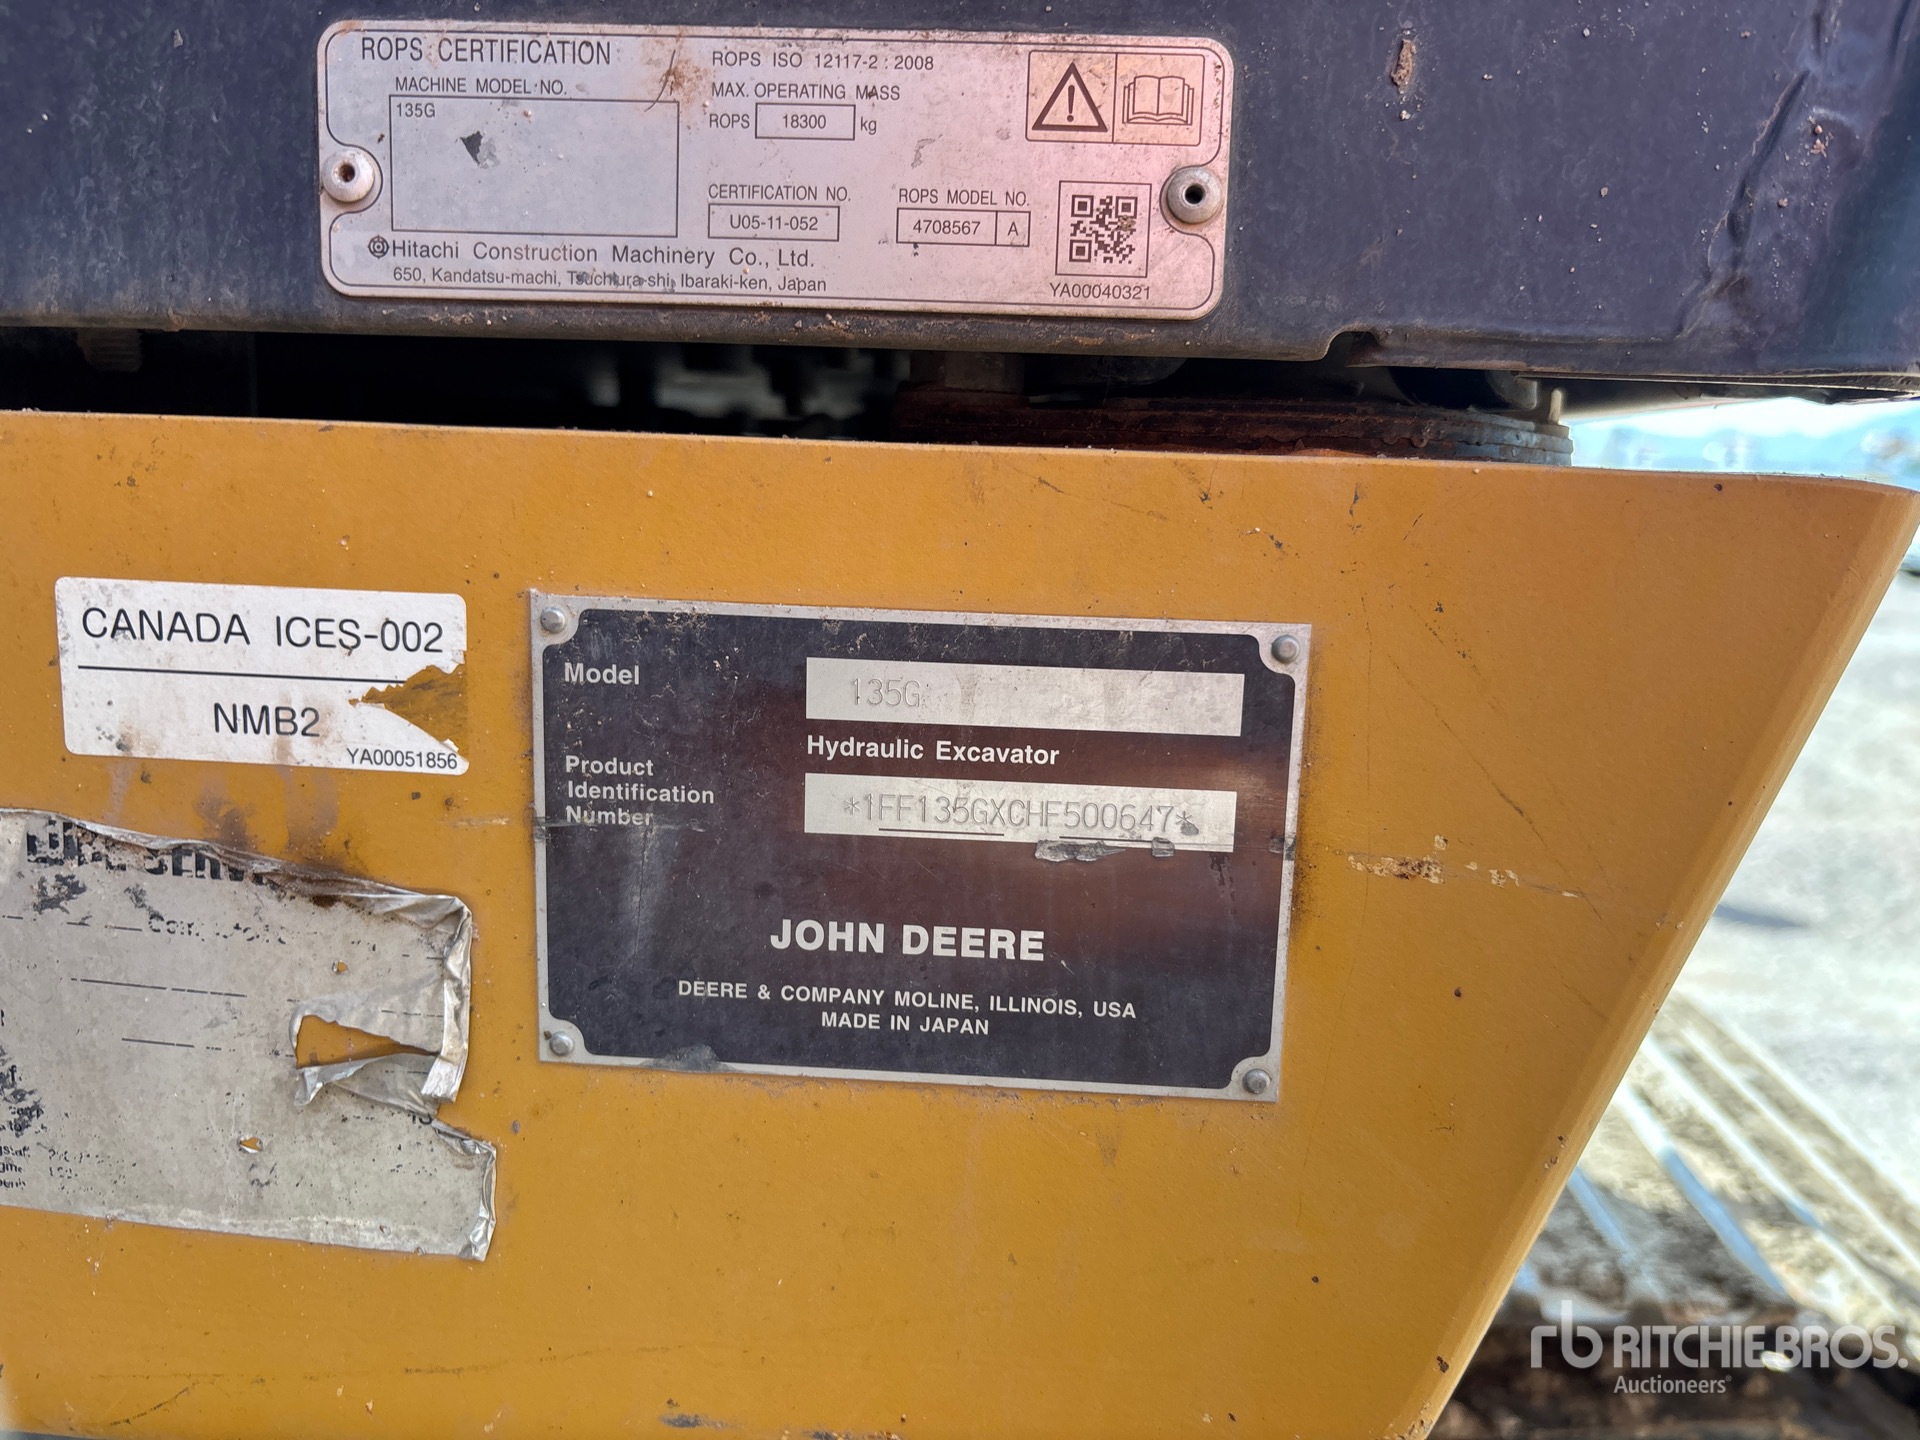 ROPS CERTIFICATION
MACHINE MODEL NO.
135G
ROPS ISO 12117-2 : 2008
MAX. OPERATING MASS
ROPS 18300 kg
CERTIFICATION NO.
U05-11-052
ROPS MODEL NO.
4708567 A
Hitachi Construction Machinery Co., Ltd.
650, Kandatsu-machi, Tsuchiura-shi, Ibaraki-ken, Japan
YA00040321
CANADA ICES-002
NMB2
YA00051856
Model 135G
Hydraulic Excavator
Product
Identification
Number
*1FF135GXCHF500647*
JOHN DEERE
DEERE & COMPANY MOLINE, ILLINOIS, USA
MADE IN JAPAN
rb RITCHIE BROS.
Auctioneers